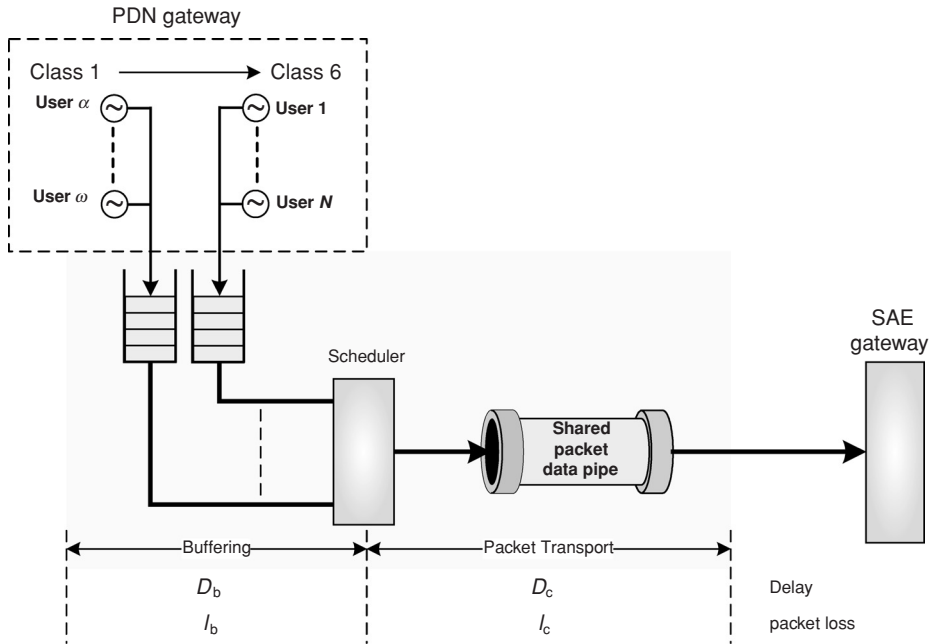 PDN gateway
Class 1
Class 6
User α
User 1
User ω
User N
Scheduler
SAE
gateway
Shared
packet
data pipe
Buffering
Packet Transport
D_b
D_c
Delay
l_b
l_c
packet loss